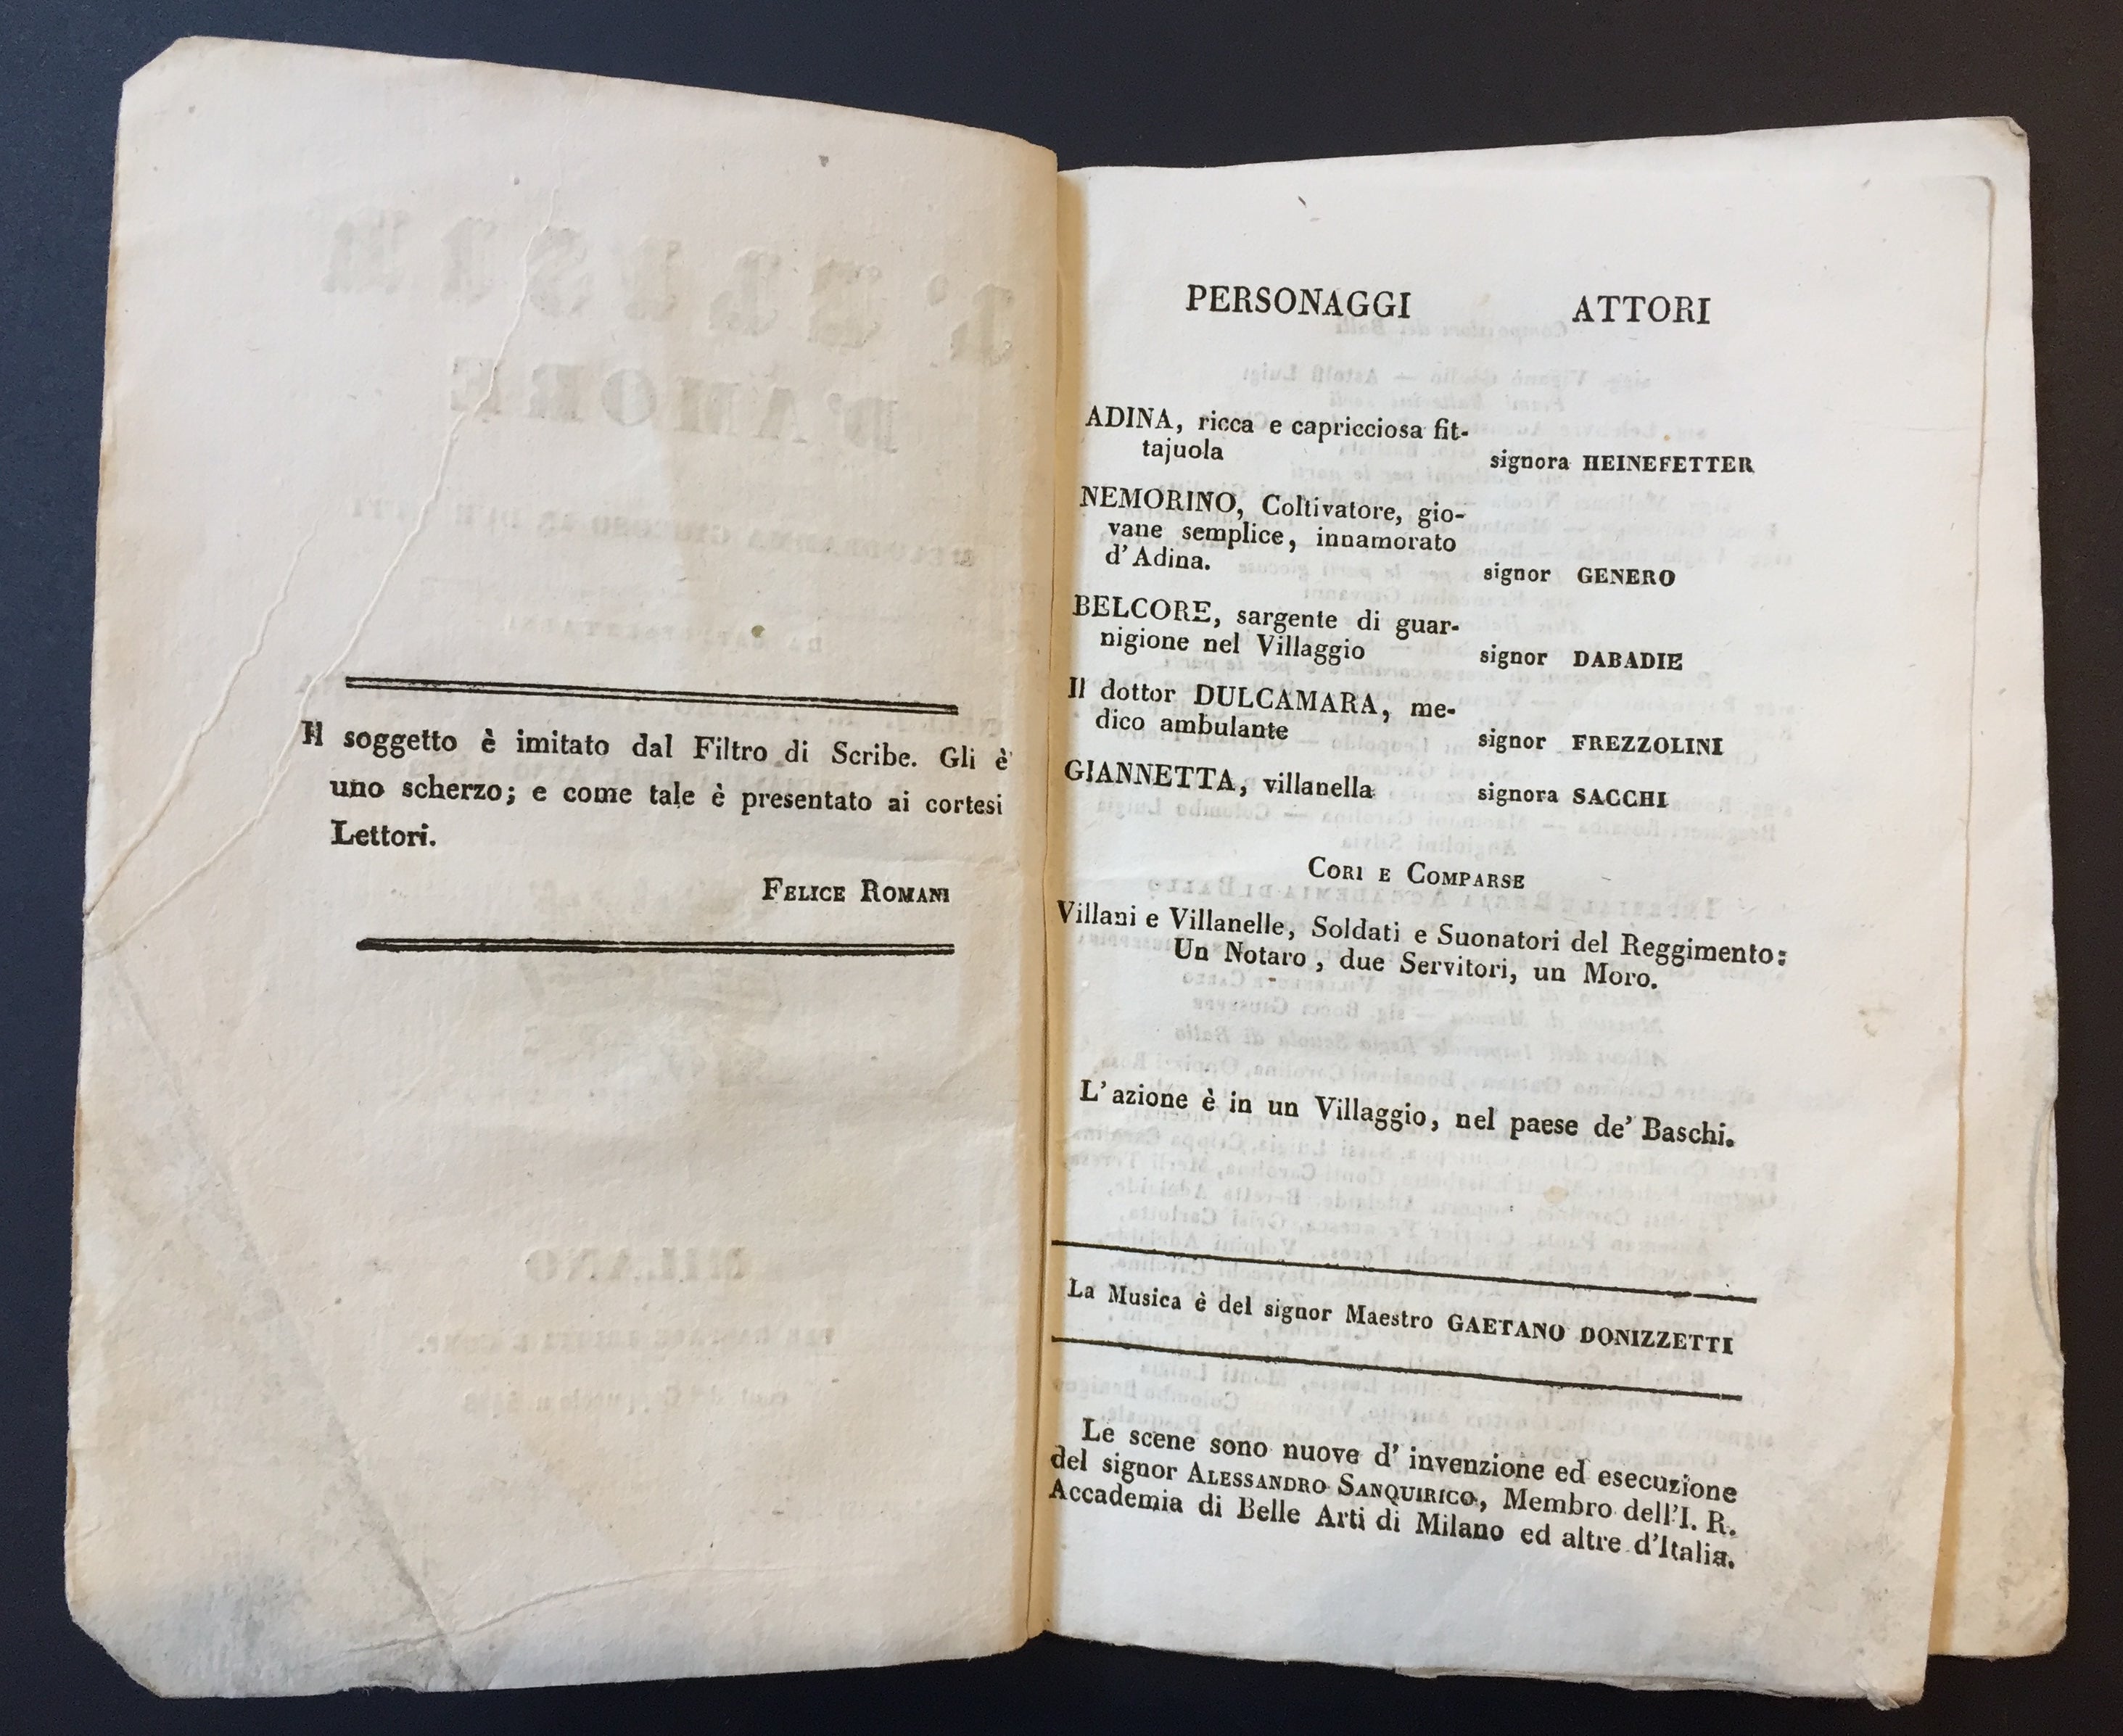 Il soggetto è imitato dal Filtro di Scribe. Gli è
uno scherzo; e come tale è presentato ai cortesi
Lettori.
FELICE ROMANI
PERSONAGGI ATTORI
ADINA, ricca e capricciosa fit-
tajuola signora HEINEFETTER
NEMORINO, Coltivatore, gio-
vane semplice, innamorato
d'Adina. signor GENERO
BELCORE, sargente di guar-
nigione nel Villaggio signor DABADIE
Il dottor DULCAMARA, me-
dico ambulante signor FREZZOLINI
GIANNETTA, villanella signora SACCHI
CORI E COMPARSE
Villani e Villanelle, Soldati e Suonatori del Reggimento:
Un Notaro, due Servitori, un Moro.
L'azione è in un Villaggio, nel paese de' Baschi.
La Musica è del signor Maestro GAETANO DONIZZETTI
Le scene sono nuove d' invenzione ed esecuzione
del signor ALESSANDRO SANQUIRICO, Membro dell'I. R.
Accademia di Belle Arti di Milano ed altre d'Italia.